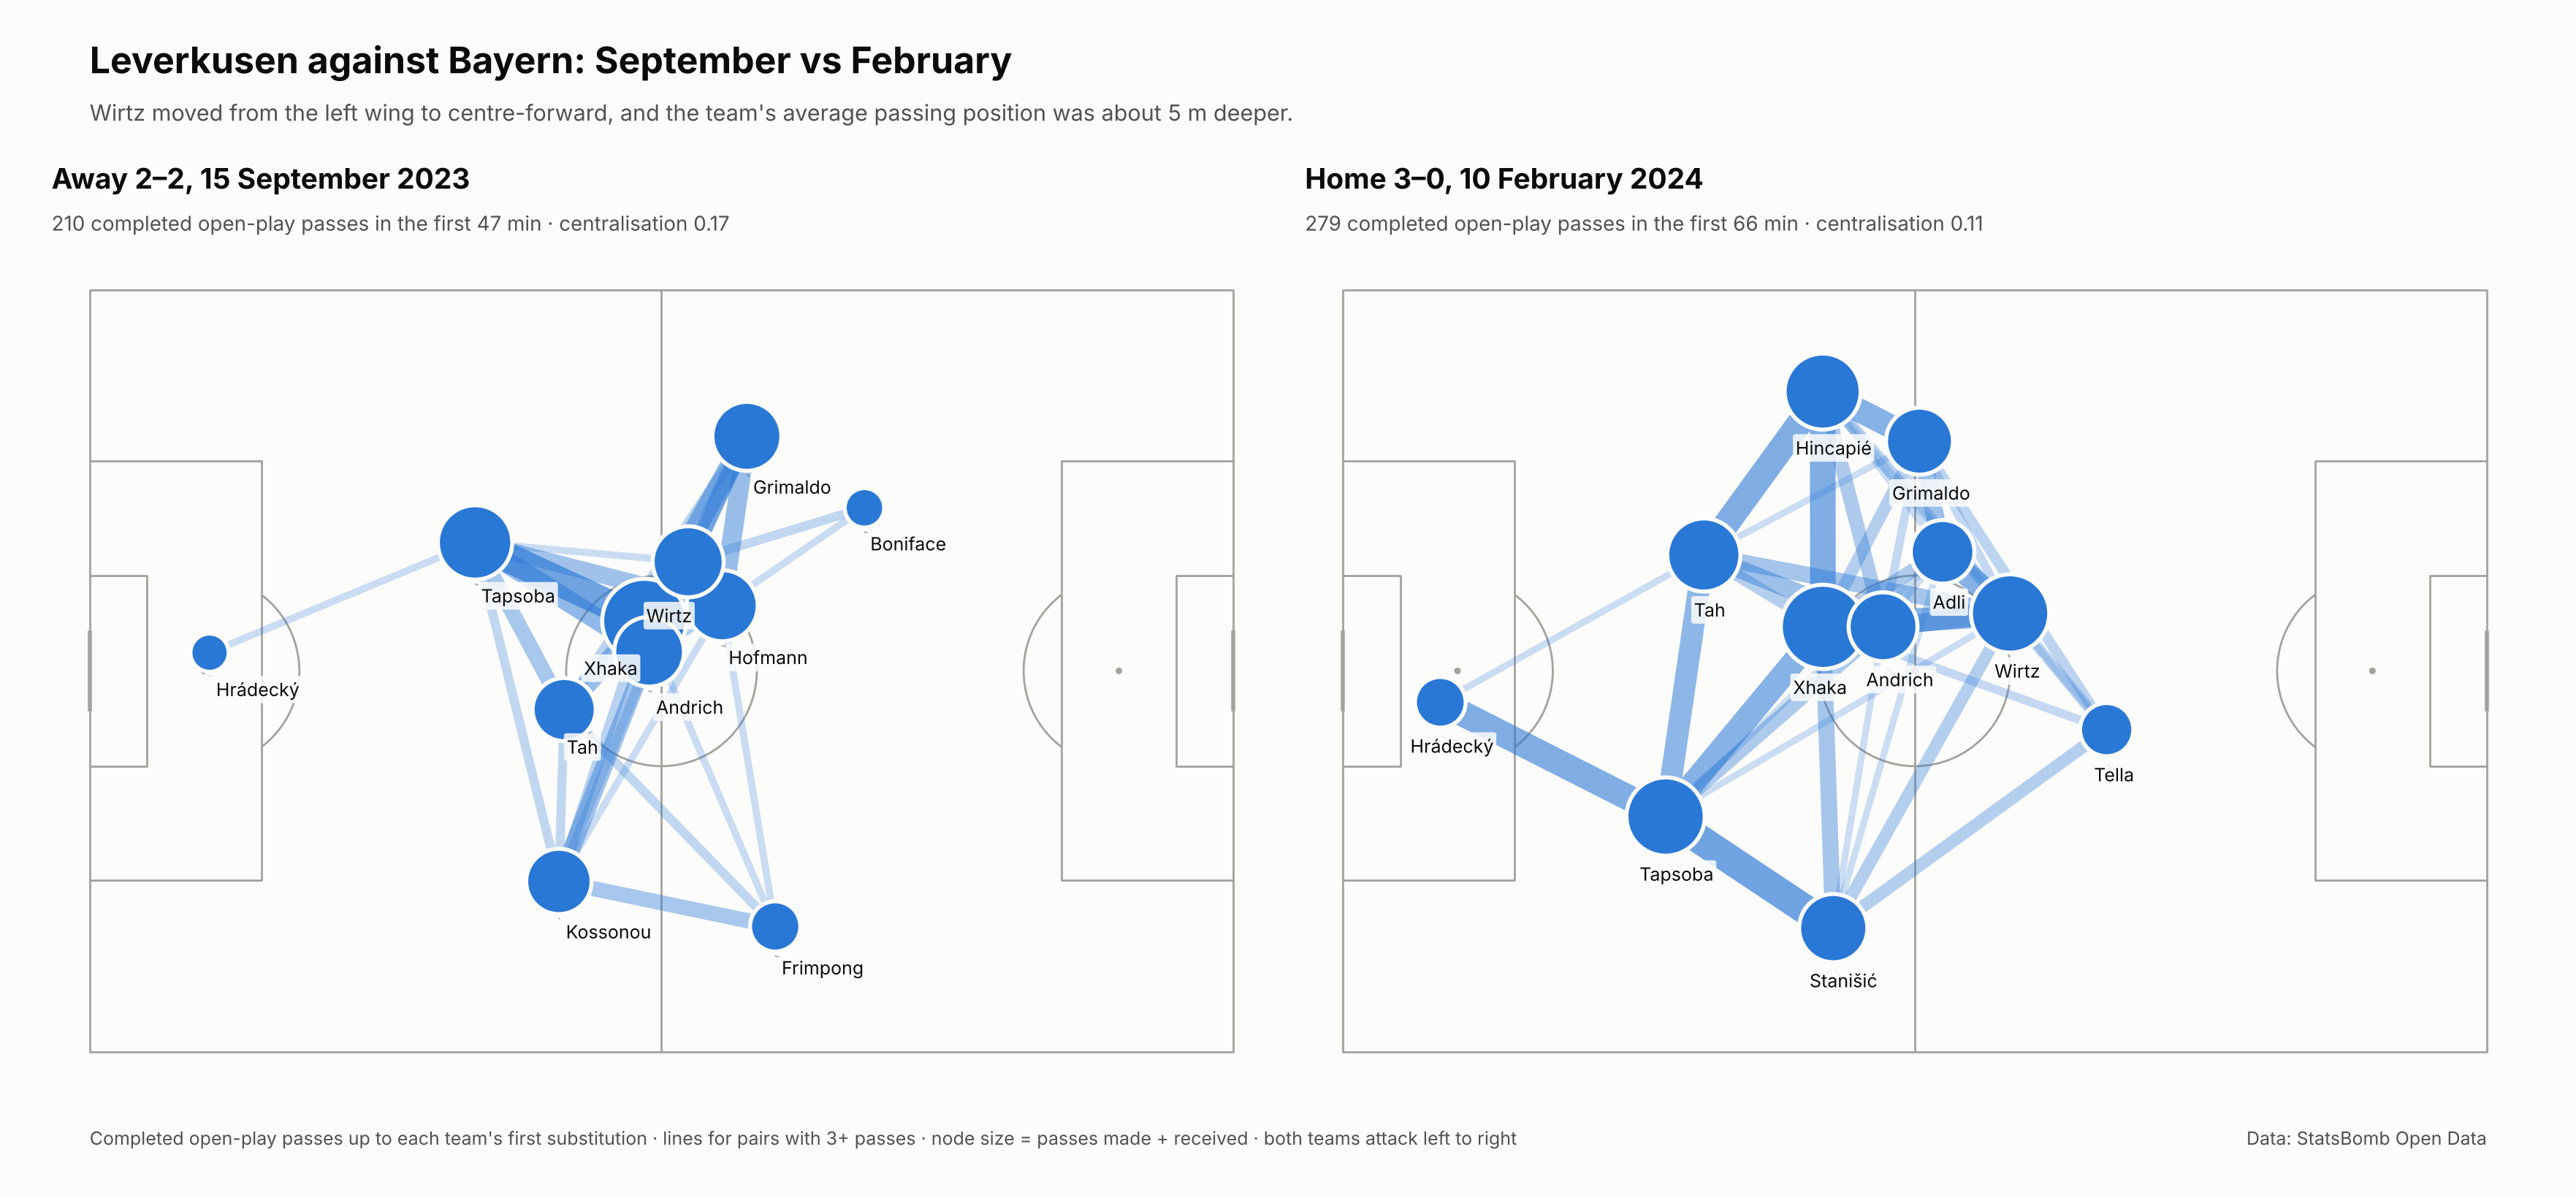 Leverkusen against Bayern: September vs February
Wirtz moved from the left wing to centre-forward, and the team's average passing position was about 5 m deeper.
Away 2–2, 15 September 2023
210 completed open-play passes in the first 47 min · centralisation 0.17
Grimaldo
Boniface
Tapsoba
Wirtz
Hofmann
Xhaka
Hrádecký
Andrich
Tah
Kossonou
Frimpong
Home 3–0, 10 February 2024
279 completed open-play passes in the first 66 min · centralisation 0.11
Hincapié
Grimaldo
Adli
Tah
Wirtz
Andrich
Xhaka
Hrádecký
Tella
Tapsoba
Stanišić
Completed open-play passes up to each team's first substitution · lines for pairs with 3+ passes · node size = passes made + received · both teams attack left to right
Data: StatsBomb Open Data